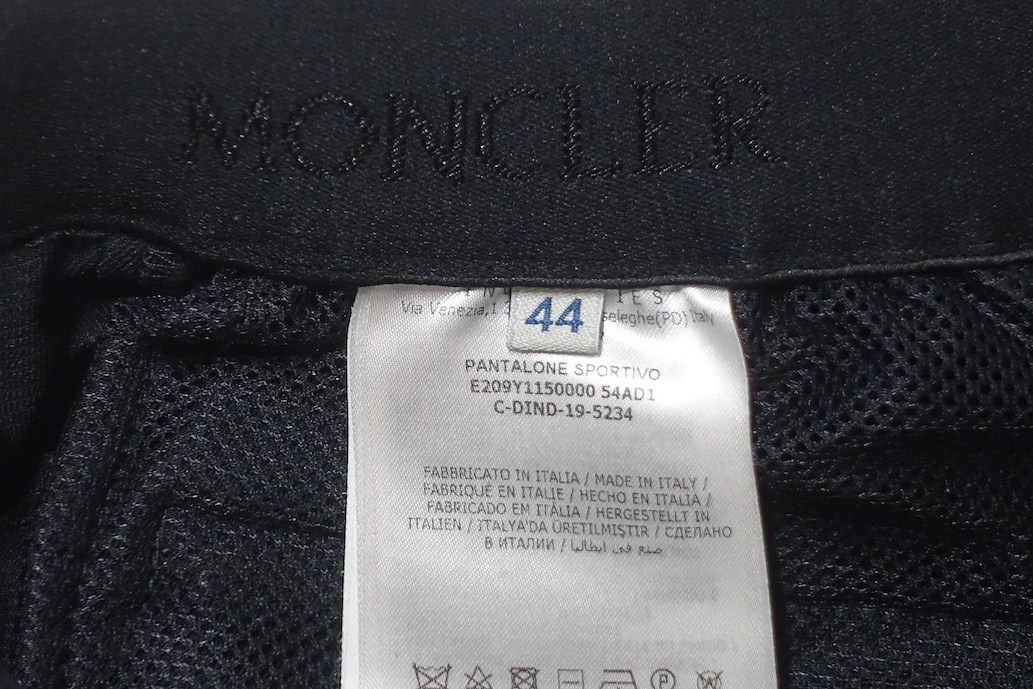 MONCLER
44
Via Venezia,1
seleghe(PD) Italy
PANTALONE SPORTIVO
E209Y1150000 54AD1
C-DIND-19-5234
FABBRICATO IN ITALIA / MADE IN ITALY /
FABRIQUÉ EN ITALIE / HECHO EN ITALIA /
FABRICADO EM ITÁLIA / HERGESTELLT IN
ITALIEN / ITALYA'DA ÜRETILMIŞTIR / СДЕЛАНО
В ИТАЛИИ / صنع في ايطاليا
P
W